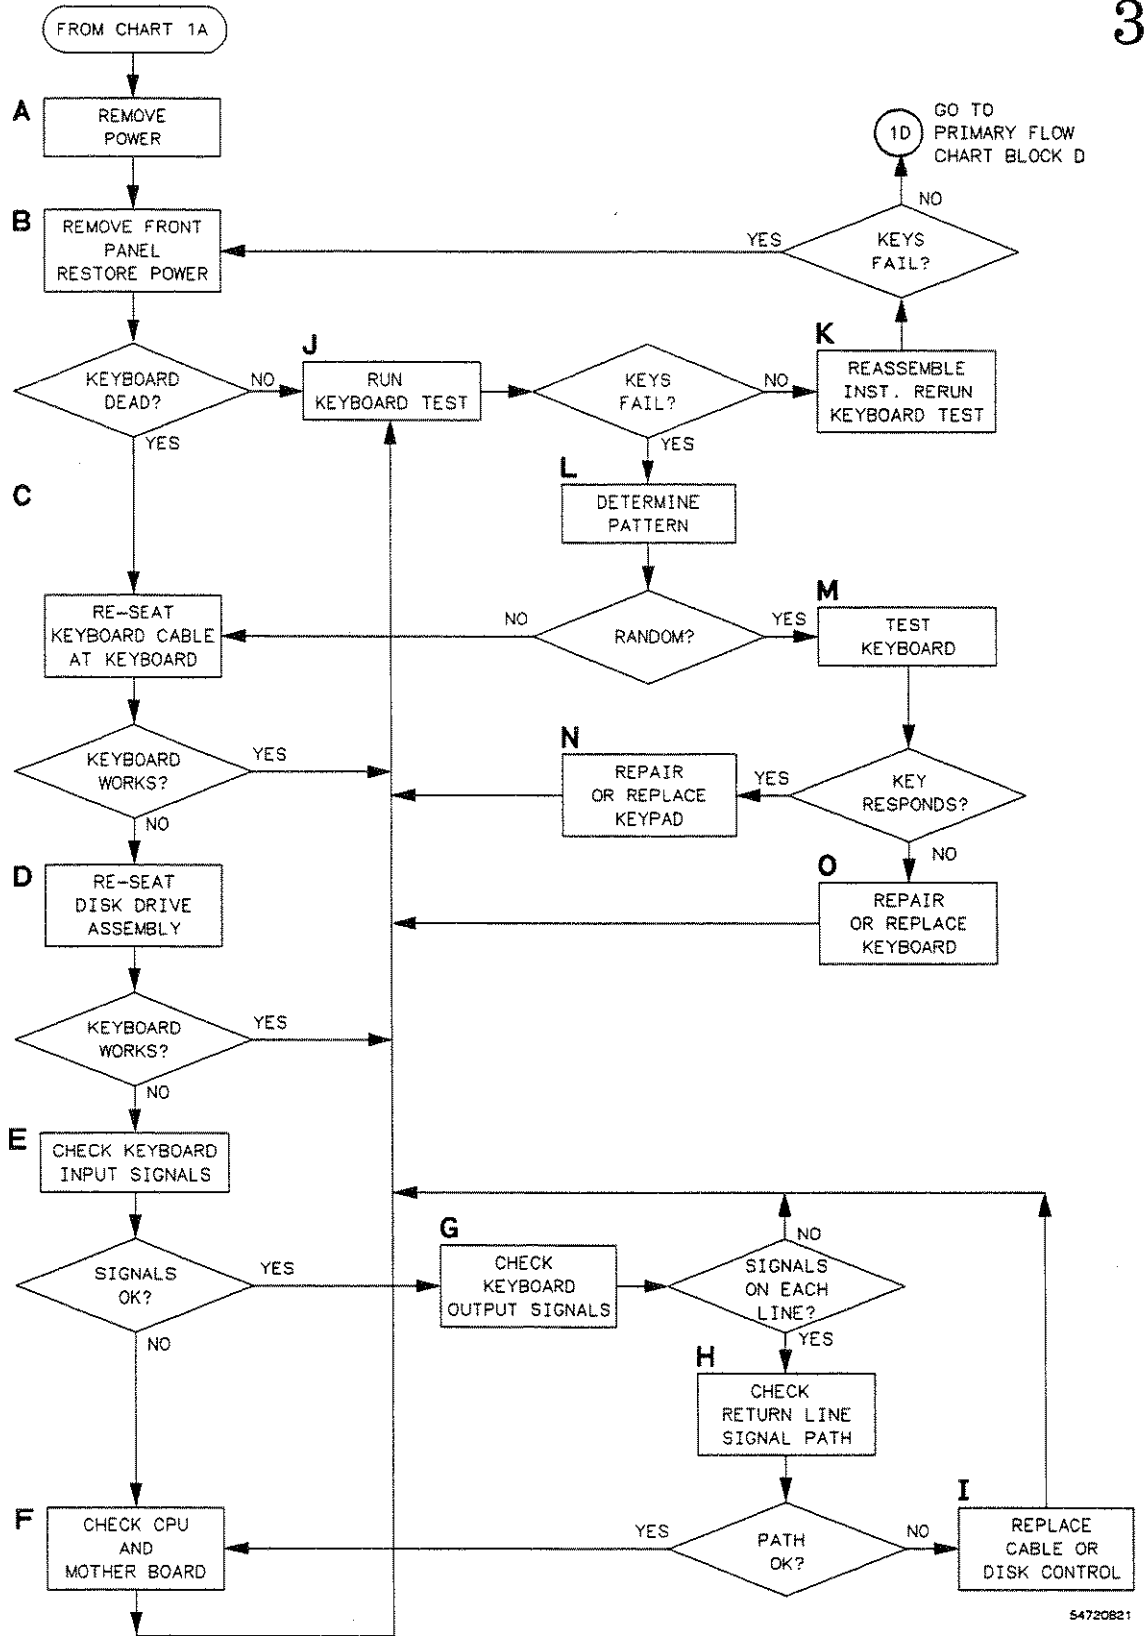 3
FROM CHART 1A
A
REMOVE
POWER
1D
GO TO
PRIMARY FLOW
CHART BLOCK D
NO
B
REMOVE FRONT
PANEL
RESTORE POWER
YES
KEYS
FAIL?
KEYBOARD
DEAD?
NO
YES
J
RUN
KEYBOARD TEST
KEYS
FAIL?
NO
YES
K
REASSEMBLE
INST. RERUN
KEYBOARD TEST
L
DETERMINE
PATTERN
C
RE-SEAT
KEYBOARD CABLE
AT KEYBOARD
NO
RANDOM?
YES
M
TEST
KEYBOARD
KEYBOARD
WORKS?
YES
NO
N
REPAIR
OR REPLACE
KEYPAD
YES
KEY
RESPONDS?
NO
D
RE-SEAT
DISK DRIVE
ASSEMBLY
O
REPAIR
OR REPLACE
KEYBOARD
KEYBOARD
WORKS?
YES
NO
E
CHECK KEYBOARD
INPUT SIGNALS
SIGNALS
OK?
YES
NO
G
CHECK
KEYBOARD
OUTPUT SIGNALS
NO
SIGNALS
ON EACH
LINE?
YES
H
CHECK
RETURN LINE
SIGNAL PATH
F
CHECK CPU
AND
MOTHER BOARD
YES
PATH
OK?
NO
I
REPLACE
CABLE OR
DISK CONTROL
54720B21